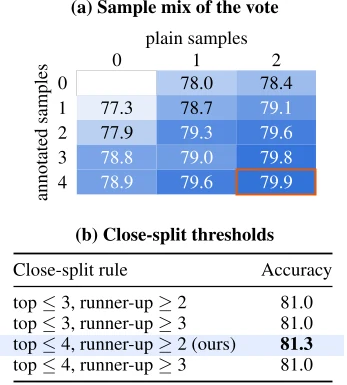 (a) Sample mix of the vote
plain samples
0 1 2
annotated samples
0 78.0 78.4
1 77.3 78.7 79.1
2 77.9 79.3 79.6
3 78.8 79.0 79.8
4 78.9 79.6 79.9
(b) Close-split thresholds
Close-split rule Accuracy
top ≤ 3, runner-up ≥ 2 81.0
top ≤ 3, runner-up ≥ 3 81.0
top ≤ 4, runner-up ≥ 2 (ours) 81.3
top ≤ 4, runner-up ≥ 3 81.0